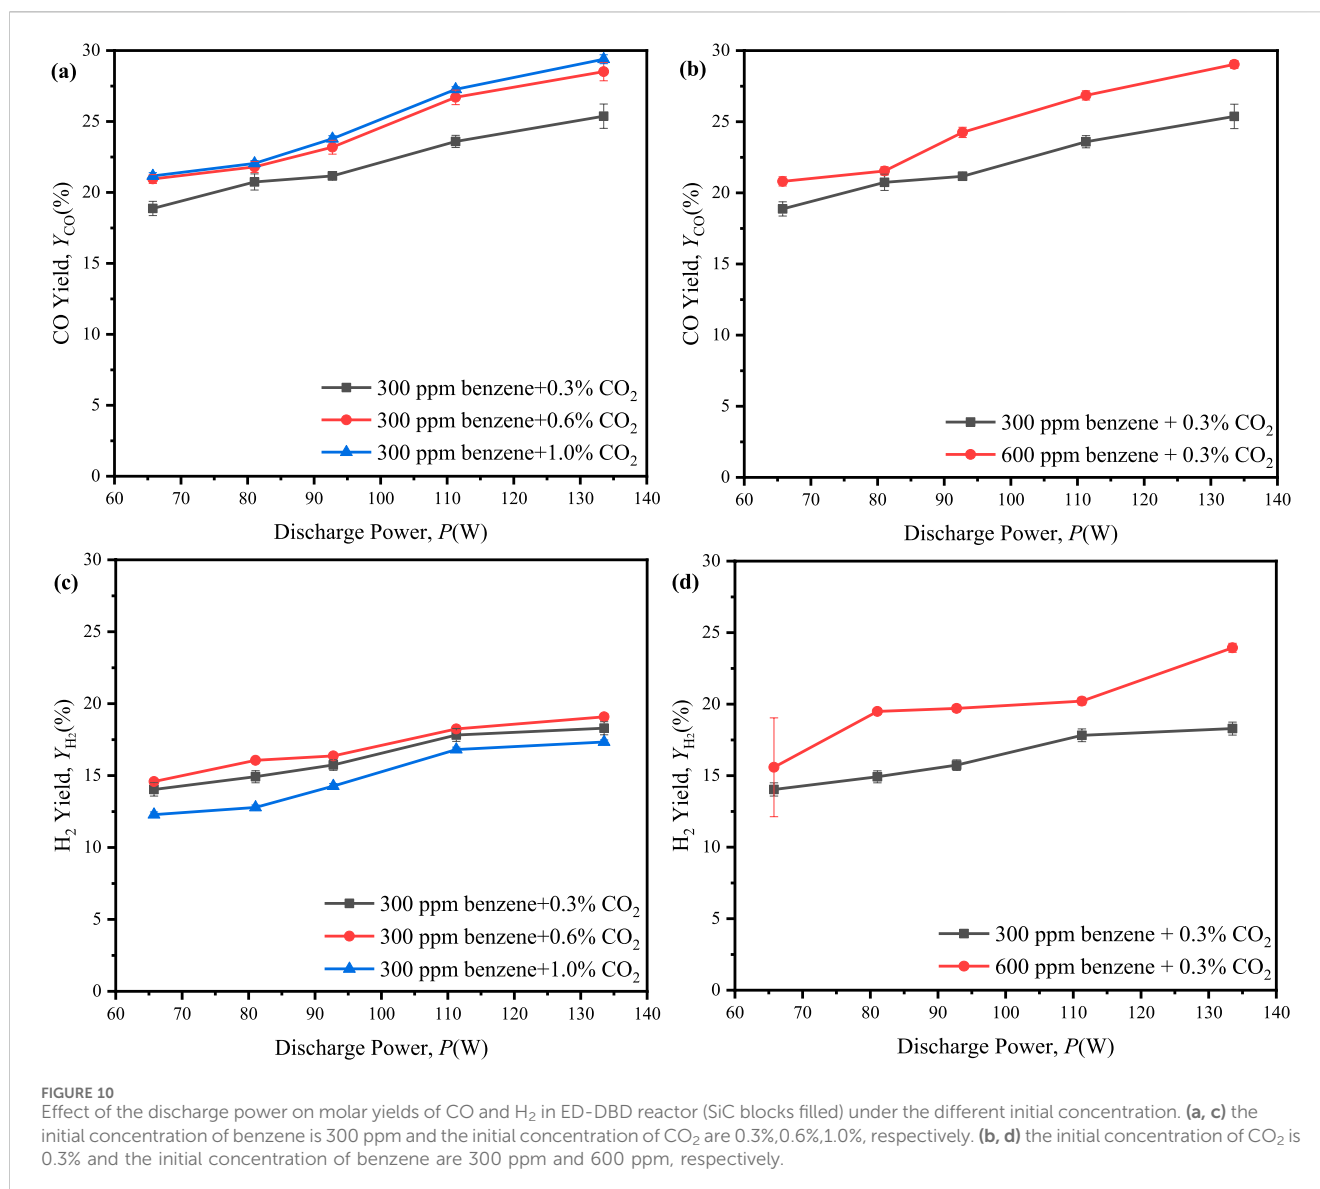 (a)
30
25
20
15
10
5
0
CO Yield, Y_CO(%)
300 ppm benzene+0.3% CO₂
300 ppm benzene+0.6% CO₂
300 ppm benzene+1.0% CO₂
60 70 80 90 100 110 120 130 140
Discharge Power, P(W)
(b)
30
25
20
15
10
5
0
CO Yield, Y_CO(%)
300 ppm benzene + 0.3% CO₂
600 ppm benzene + 0.3% CO₂
60 70 80 90 100 110 120 130 140
Discharge Power, P(W)
(c)
30
25
20
15
10
5
0
H₂ Yield, Y_H2(%)
300 ppm benzene+0.3% CO₂
300 ppm benzene+0.6% CO₂
300 ppm benzene+1.0% CO₂
60 70 80 90 100 110 120 130 140
Discharge Power, P(W)
(d)
30
25
20
15
10
5
0
H₂ Yield, Y_H2(%)
300 ppm benzene + 0.3% CO₂
600 ppm benzene + 0.3% CO₂
60 70 80 90 100 110 120 130 140
Discharge Power, P(W)
FIGURE 10
Effect of the discharge power on molar yields of CO and H₂ in ED-DBD reactor (SiC blocks filled) under the different initial concentration. (a, c) the
initial concentration of benzene is 300 ppm and the initial concentration of CO₂ are 0.3%,0.6%,1.0%, respectively. (b, d) the initial concentration of CO₂ is
0.3% and the initial concentration of benzene are 300 ppm and 600 ppm, respectively.